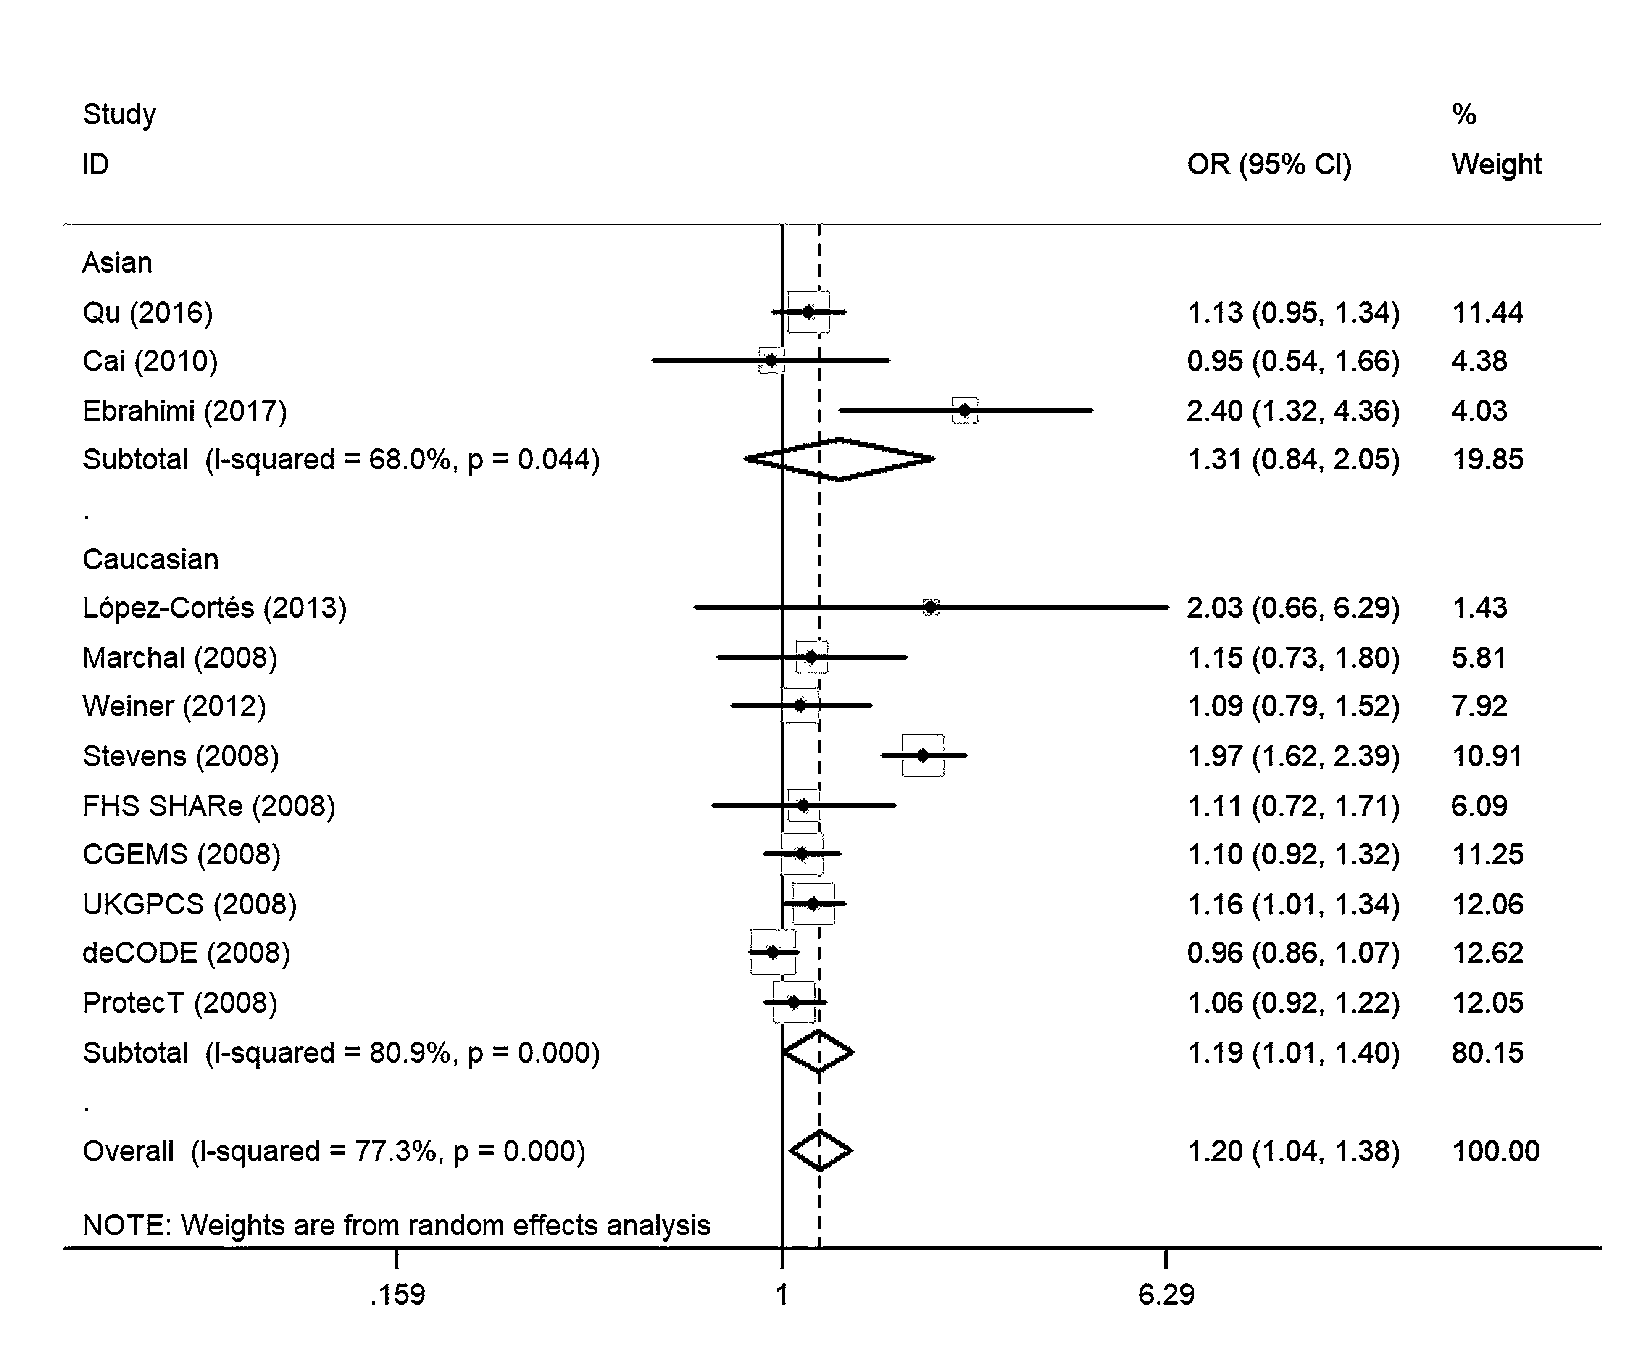 Study %
ID OR (95% CI) Weight
Asian
Qu (2016) 1.13 (0.95, 1.34) 11.44
Cai (2010) 0.95 (0.54, 1.66) 4.38
Ebrahimi (2017) 2.40 (1.32, 4.36) 4.03
Subtotal (I-squared = 68.0%, p = 0.044) 1.31 (0.84, 2.05) 19.85
.
Caucasian
López-Cortés (2013) 2.03 (0.66, 6.29) 1.43
Marchal (2008) 1.15 (0.73, 1.80) 5.81
Weiner (2012) 1.09 (0.79, 1.52) 7.92
Stevens (2008) 1.97 (1.62, 2.39) 10.91
FHS SHARe (2008) 1.11 (0.72, 1.71) 6.09
CGEMS (2008) 1.10 (0.92, 1.32) 11.25
UKGPCS (2008) 1.16 (1.01, 1.34) 12.06
deCODE (2008) 0.96 (0.86, 1.07) 12.62
ProtecT (2008) 1.06 (0.92, 1.22) 12.05
Subtotal (I-squared = 80.9%, p = 0.000) 1.19 (1.01, 1.40) 80.15
.
Overall (I-squared = 77.3%, p = 0.000) 1.20 (1.04, 1.38) 100.00
NOTE: Weights are from random effects analysis
.159 1 6.29